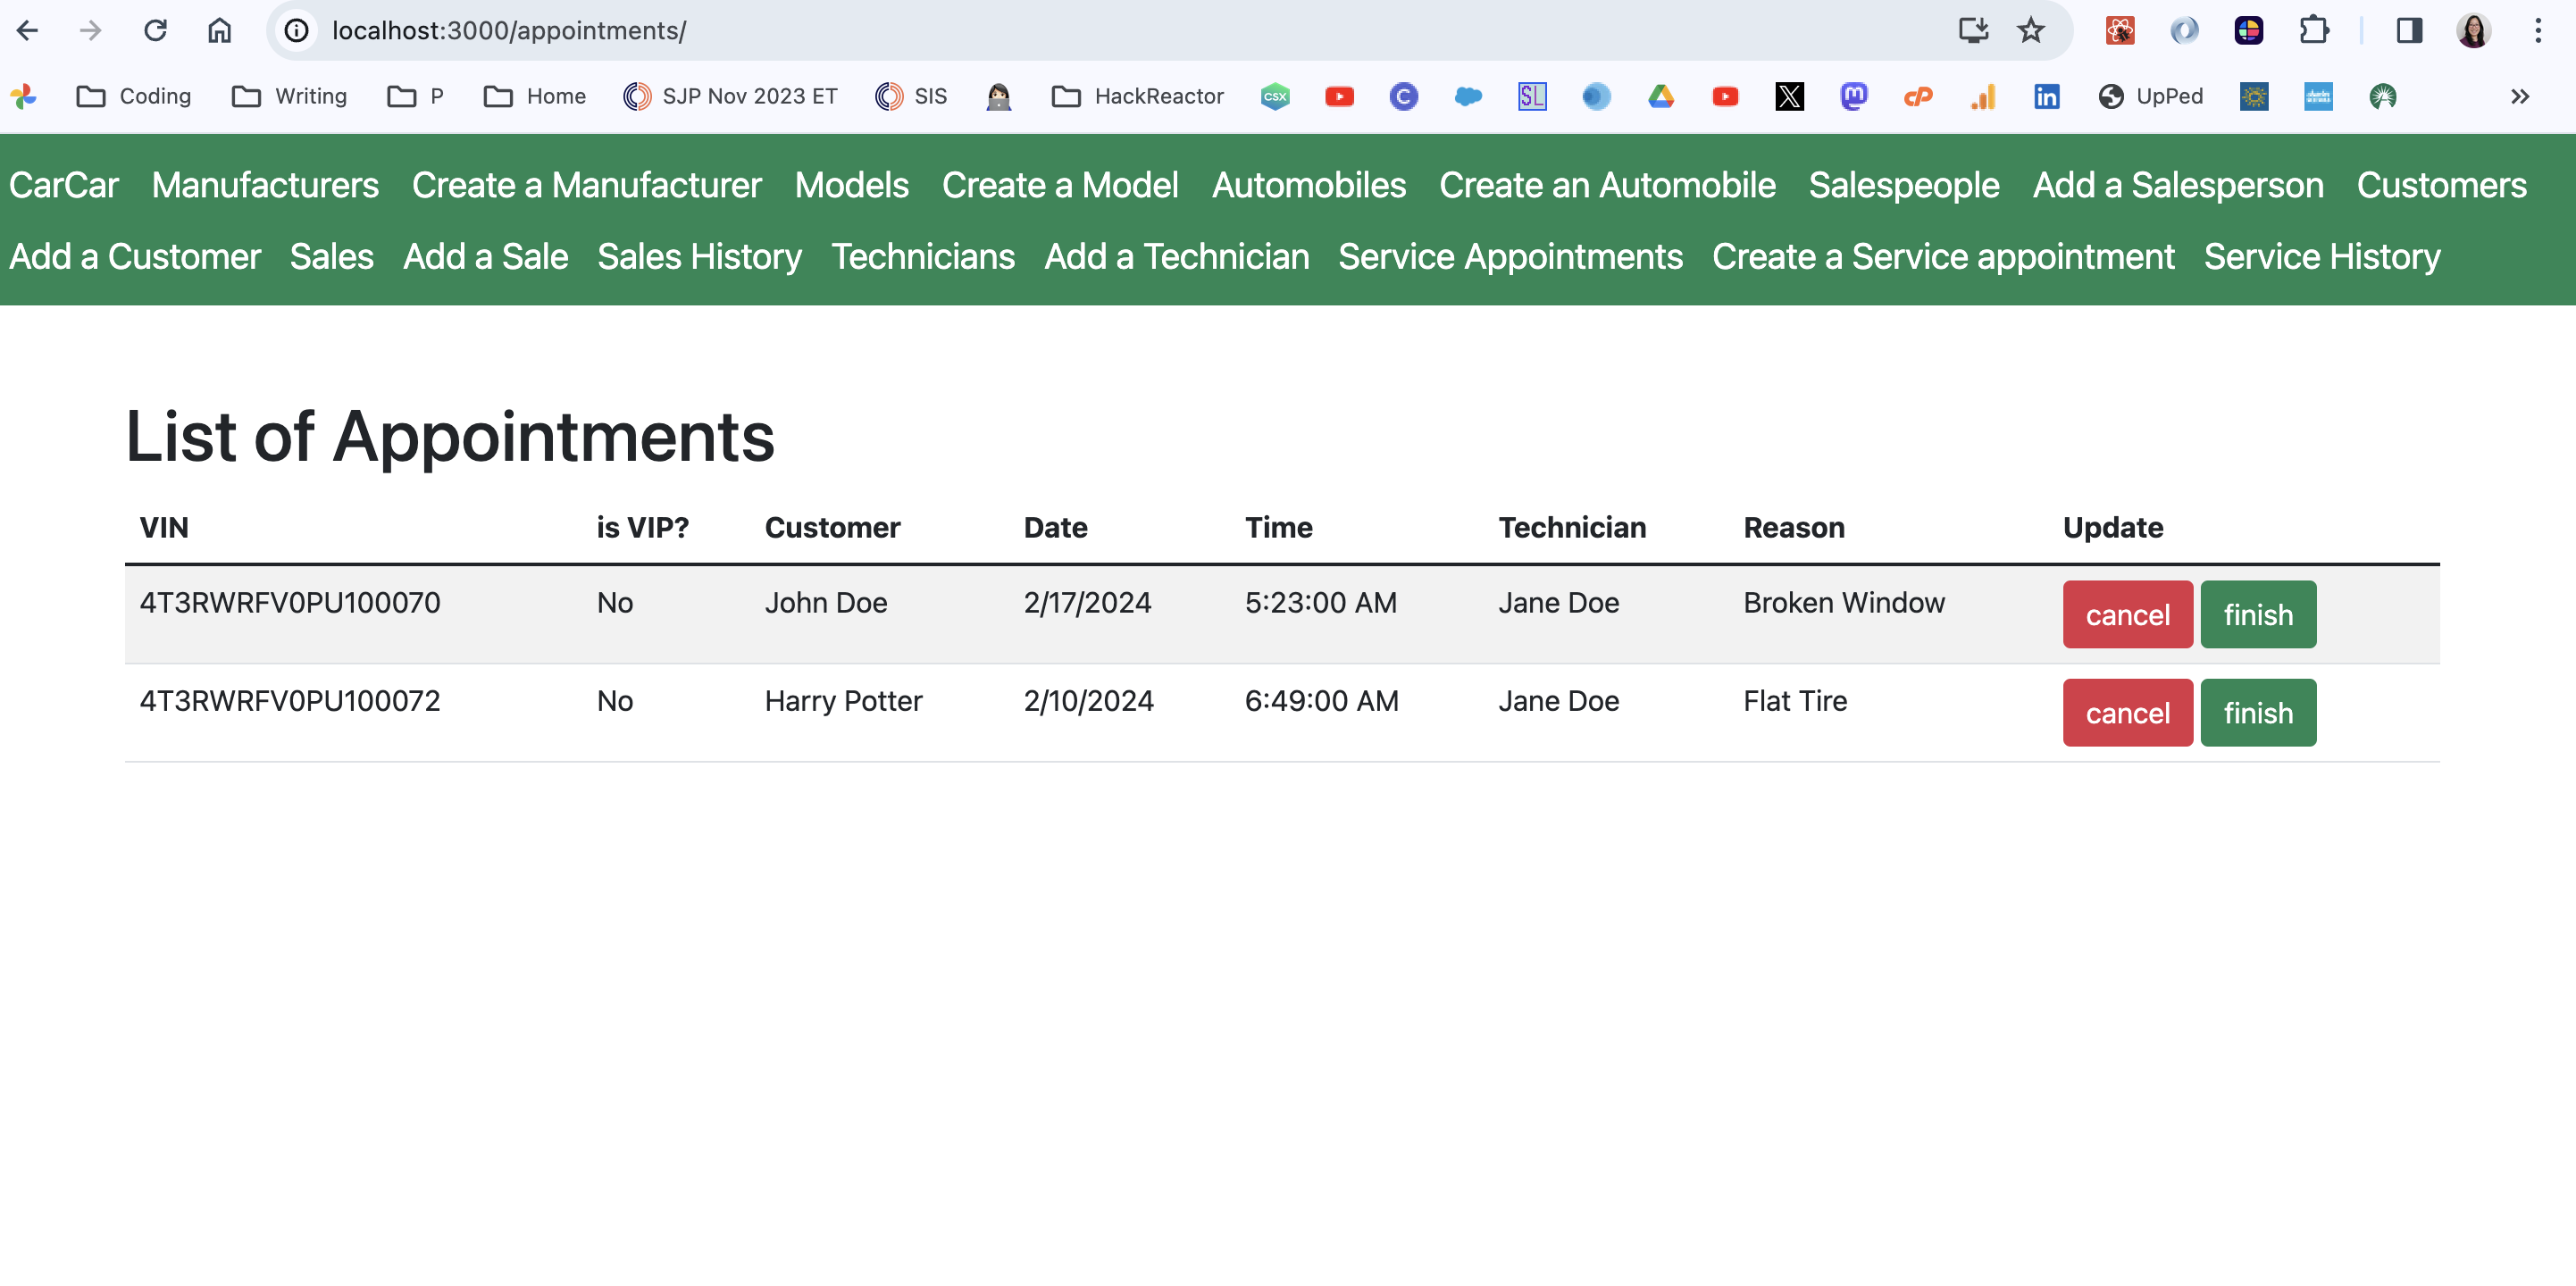 localhost:3000/appointments/
Coding Writing P Home SJP Nov 2023 ET SIS HackReactor CSX C SL X m CP in UpPed »
CarCar Manufacturers Create a Manufacturer Models Create a Model Automobiles Create an Automobile Salespeople Add a Salesperson Customers
Add a Customer Sales Add a Sale Sales History Technicians Add a Technician Service Appointments Create a Service appointment Service History
List of Appointments
VIN is VIP? Customer Date Time Technician Reason Update
4T3RWRFV0PU100070 No John Doe 2/17/2024 5:23:00 AM Jane Doe Broken Window cancel finish
4T3RWRFV0PU100072 No Harry Potter 2/10/2024 6:49:00 AM Jane Doe Flat Tire cancel finish